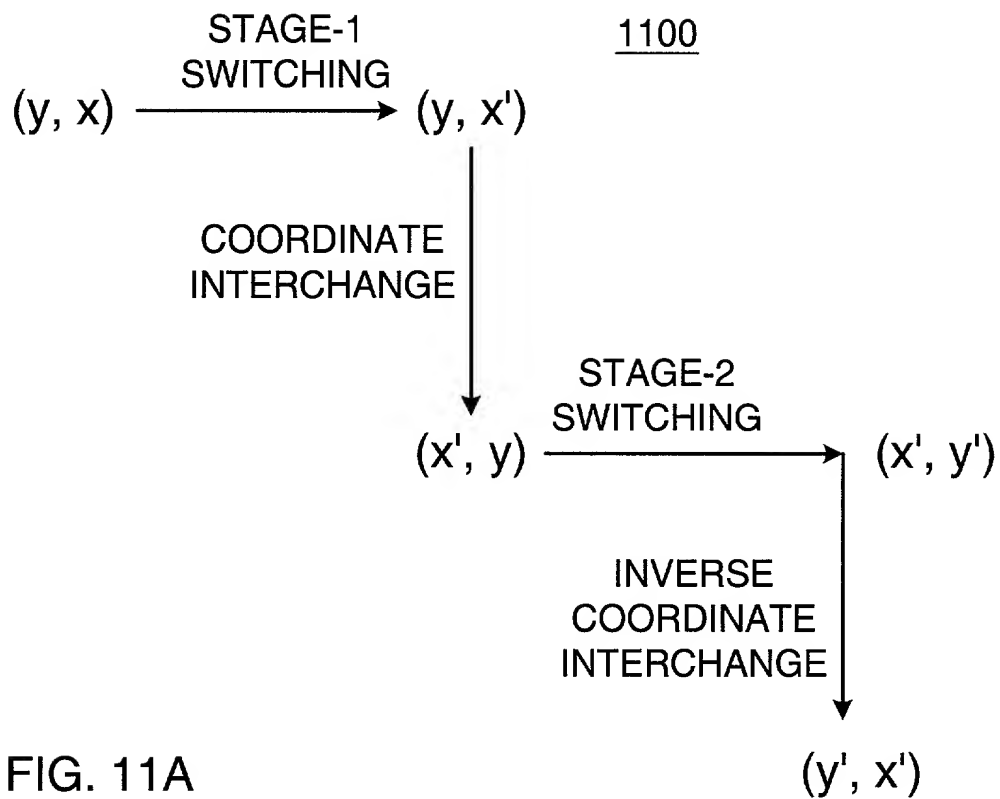 STAGE-1
SWITCHING
1100
(y, x)
(y, x')
COORDINATE
INTERCHANGE
STAGE-2
SWITCHING
(x', y)
(x', y')
INVERSE
COORDINATE
INTERCHANGE
FIG. 11A
(y', x')